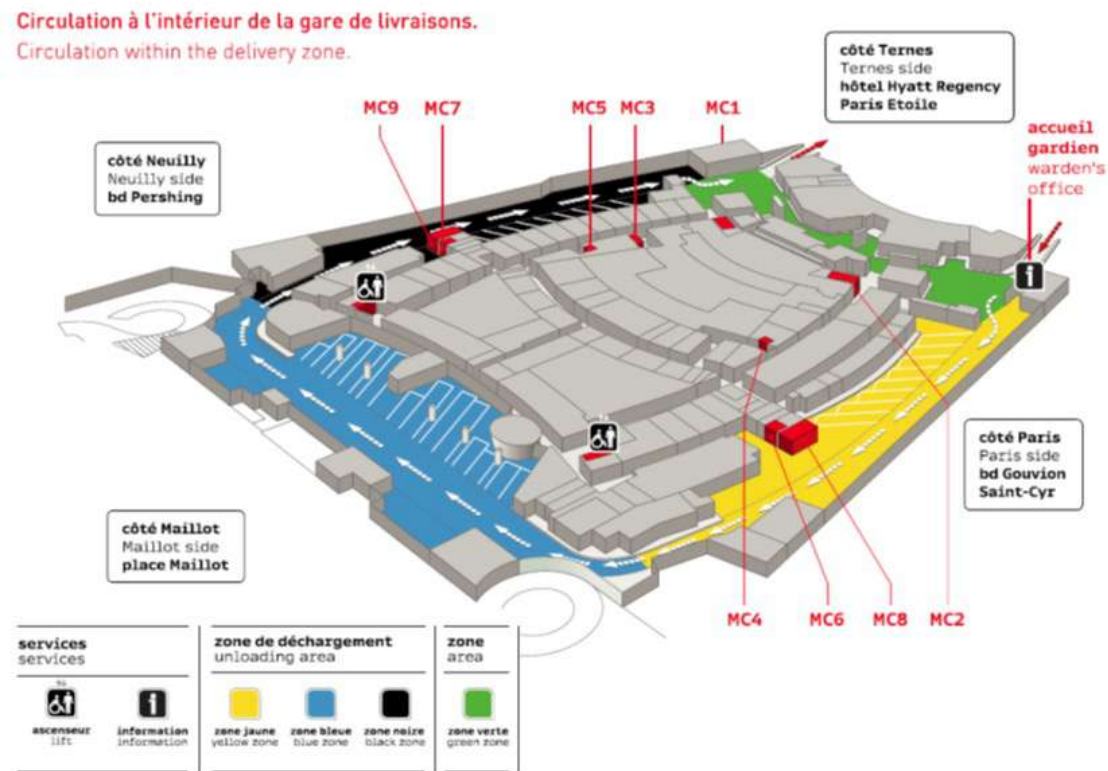 Circulation à l'intérieur de la gare de livraisons.
Circulation within the delivery zone.
côté Ternes
Ternes side
hôtel Hyatt Regency
Paris Etoile
MC9
MC7
MC5
MC3
MC1
accueil
gardien
warden's
office
côté Neuilly
Neuilly side
bd Pershing
côté Paris
Paris side
bd Gouvion
Saint-Cyr
côté Maillot
Maillot side
place Maillot
MC4
MC6
MC8
MC2
services
services
ascenseur
lift
information
information
zone de déchargement
unloading area
zone jaune
yellow zone
zone bleue
blue zone
zone noire
black zone
zone
area
zone verte
green zone